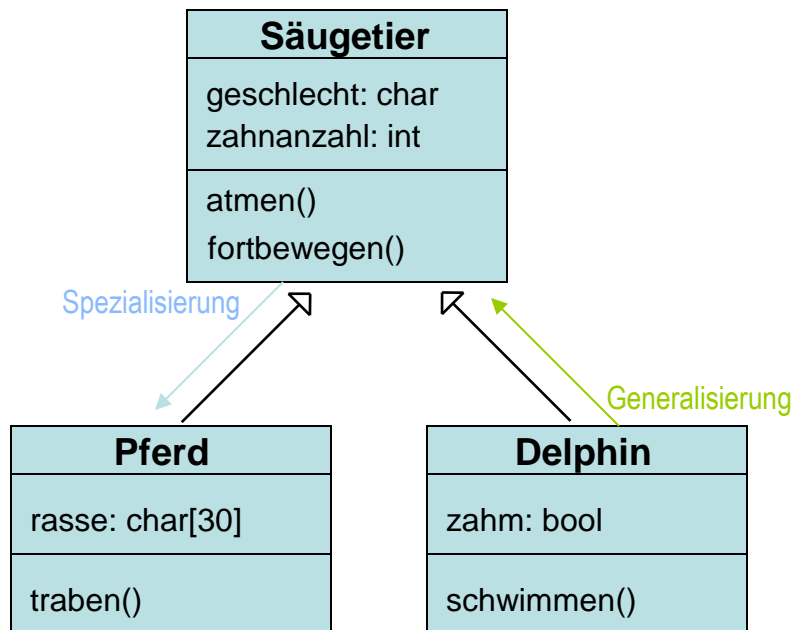 Säugetier
geschlecht: char
zahnanzahl: int
atmen()
fortbewegen()
Spezialisierung
Generalisierung
Pferd
rasse: char[30]
traben()
Delphin
zahm: bool
schwimmen()